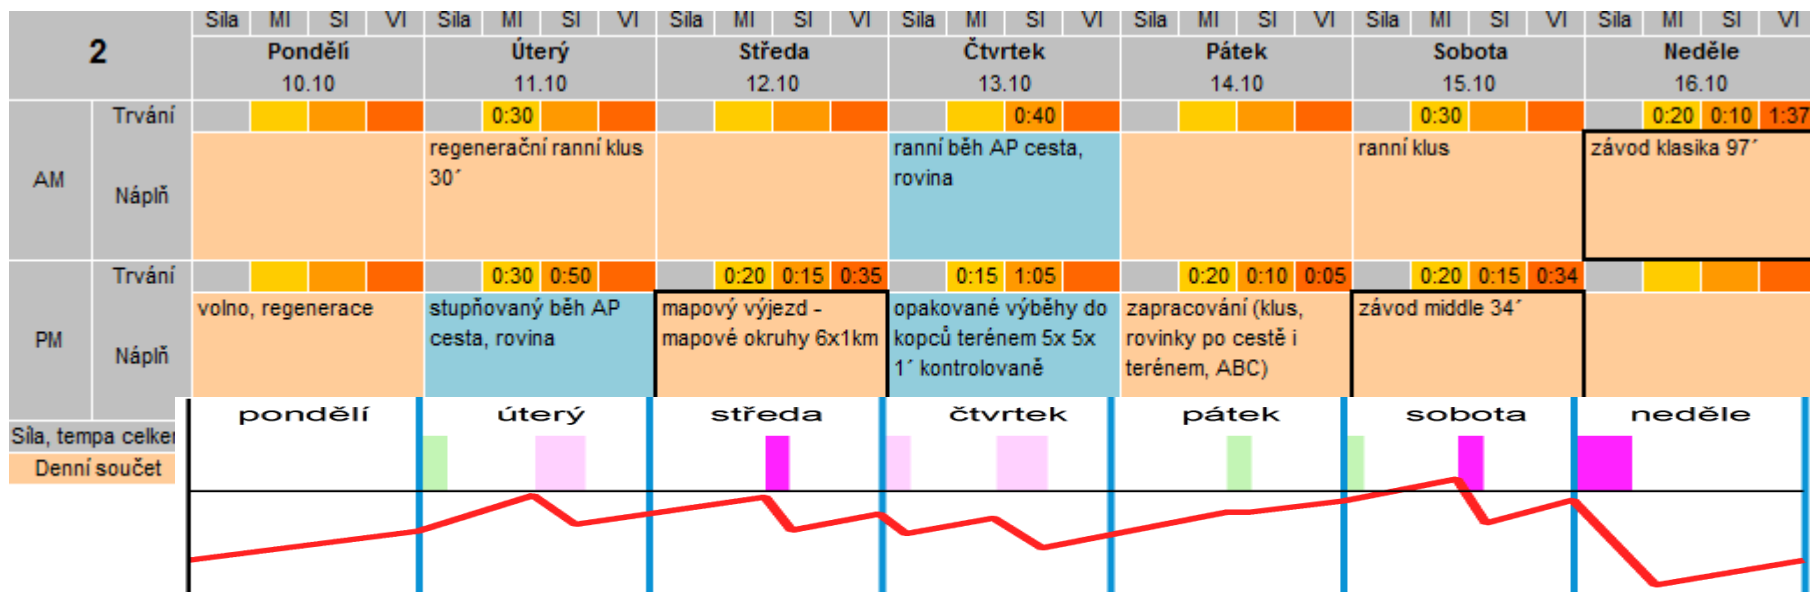 Síla MI SI VI Síla MI SI VI Síla MI SI VI Síla MI SI VI Síla MI SI VI Síla MI SI VI Síla MI SI VI
2 Pondělí Úterý Středa Čtvrtek Pátek Sobota Neděle
10.10 11.10 12.10 13.10 14.10 15.10 16.10
Trvání 0:30 0:40 0:30 0:20 0:10 1:37
AM
Náplň
regenerační ranní klus
30´
ranní běh AP cesta,
rovina
ranní klus
závod klasika 97´
Trvání 0:30 0:50 0:20 0:15 0:35 0:15 1:05 0:20 0:10 0:05 0:20 0:15 0:34
PM
Náplň
volno, regenerace
stupňovaný běh AP
cesta, rovina
mapový výjezd -
mapové okruhy 6x1km
opakované výběhy do
kopců terénem 5x 5x
1´ kontrolovaně
zapracování (klus,
rovinky po cestě i
terénem, ABC)
závod middle 34´
Síla, tempa celke
Denní součet
pondělí úterý středa čtvrtek pátek sobota neděle